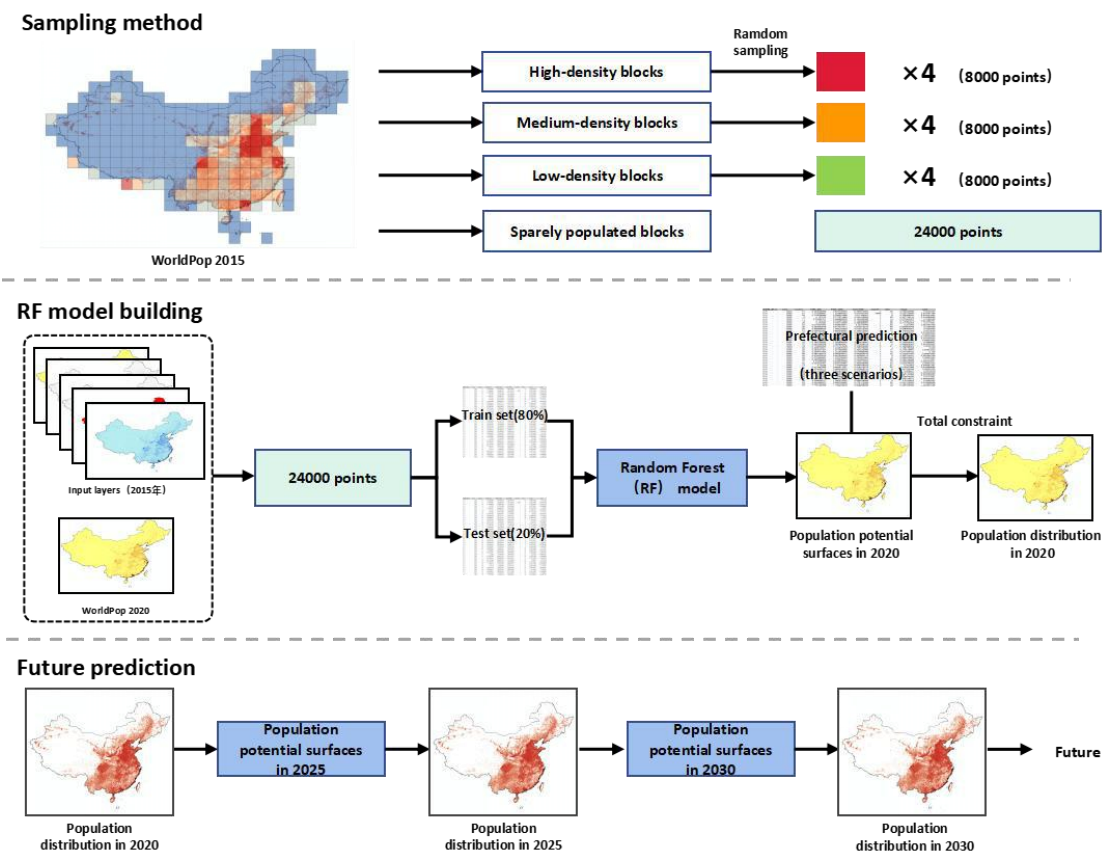 Sampling method
Ramdom
sampling
High-density blocks
×4 (8000 points)
Medium-density blocks
×4 (8000 points)
Low-density blocks
×4 (8000 points)
Sparely populated blocks
24000 points
WorldPop 2015
RF model building
Prefectural prediction
(three scenarios)
Input layers (2015年)
WorldPop 2020
24000 points
Train set(80%)
Test set(20%)
Random Forest
(RF) model
Total constraint
Population potential
surfaces in 2020
Population distribution
in 2020
Future prediction
Population
distribution in 2020
Population
potential surfaces
in 2025
Population
distribution in 2025
Population
potential surfaces
in 2030
Population
distribution in 2030
Future